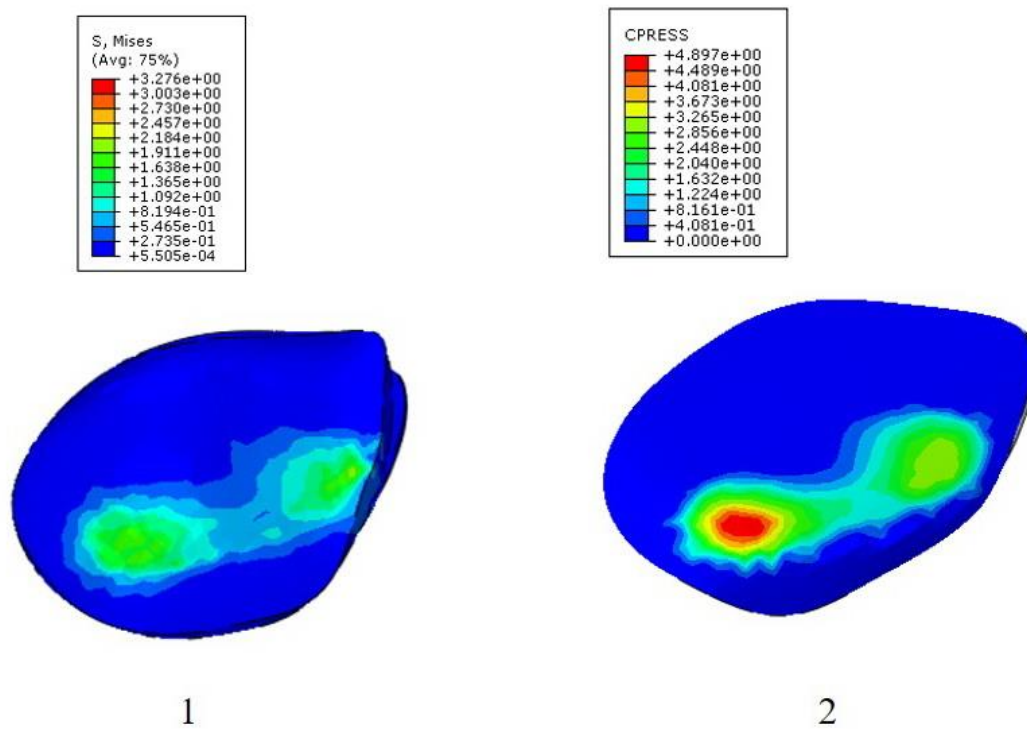 S, Mises
(Avg: 75%)
+3.276e+00
+3.003e+00
+2.730e+00
+2.457e+00
+2.184e+00
+1.911e+00
+1.638e+00
+1.365e+00
+1.092e+00
+8.194e-01
+5.465e-01
+2.735e-01
+5.505e-04
CPRESS
+4.897e+00
+4.489e+00
+4.081e+00
+3.673e+00
+3.265e+00
+2.856e+00
+2.448e+00
+2.040e+00
+1.632e+00
+1.224e+00
+8.161e-01
+4.081e-01
+0.000e+00
1
2